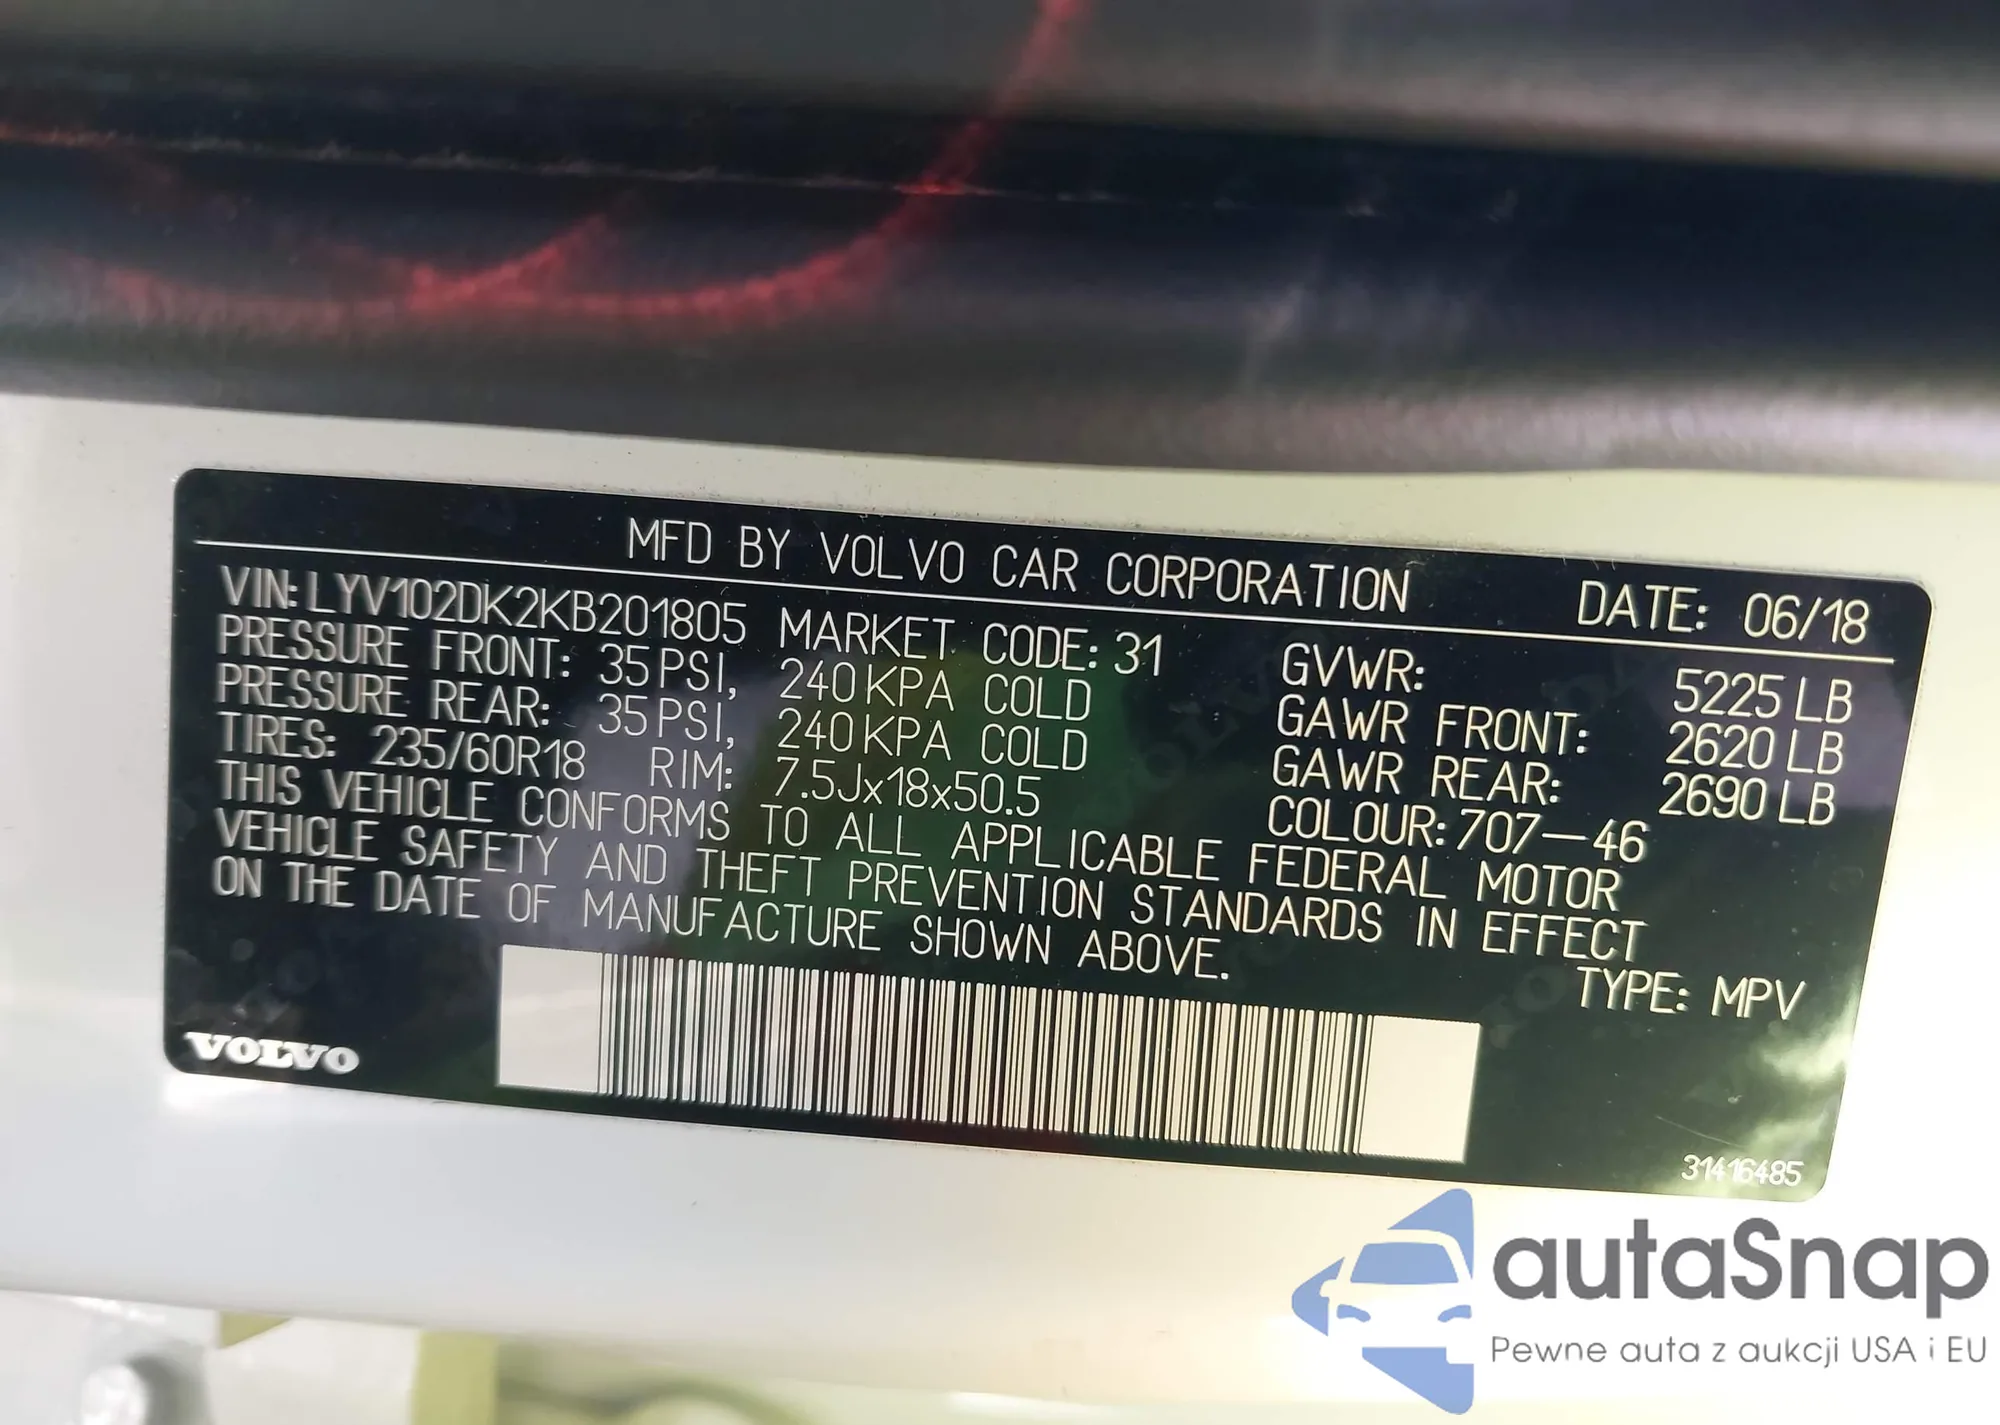 MFD BY VOLVO CAR CORPORATION DATE: 06/18
VIN: LYV102DK2KB201805 MARKET CODE: 31
PRESSURE FRONT: 35 PSI, 240 KPA COLD GVWR: 5225 LB
PRESSURE REAR: 35 PSI, 240 KPA COLD GAWR FRONT: 2620 LB
TIRES: 235/60R18 RIM: 7.5Jx18x50.5 GAWR REAR: 2690 LB
COLOUR: 707-46
THIS VEHICLE CONFORMS TO ALL APPLICABLE FEDERAL MOTOR
VEHICLE SAFETY AND THEFT PREVENTION STANDARDS IN EFFECT
ON THE DATE OF MANUFACTURE SHOWN ABOVE.
TYPE: MPV
VOLVO
31416485
autaSnap
Pewne auta z aukcji USA i EU